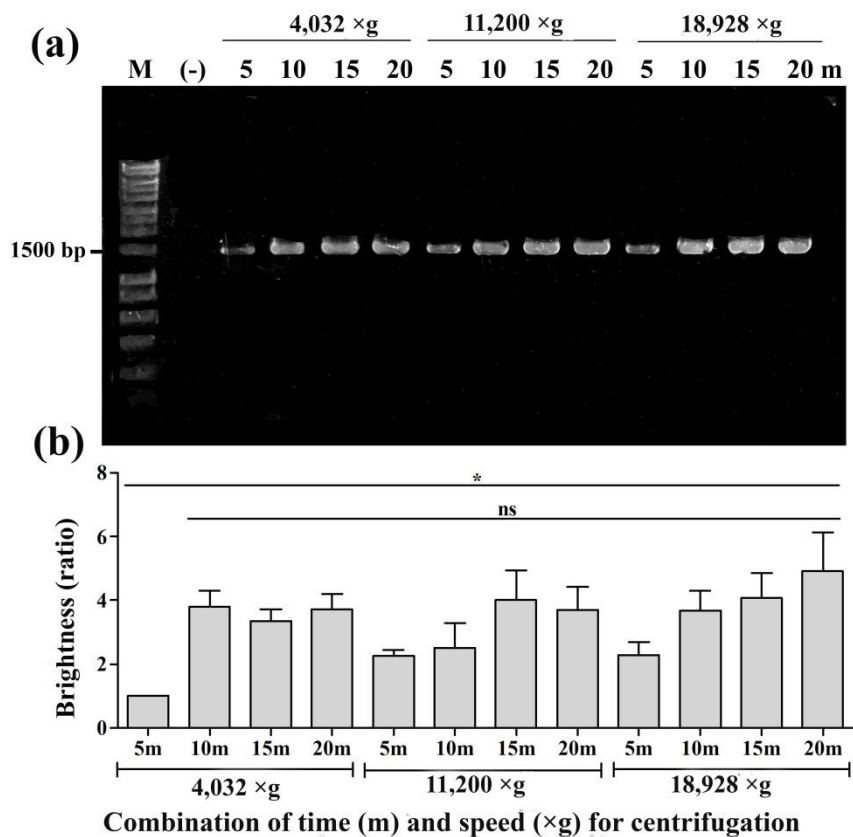 (a)
4,032 ×g 11,200 ×g 18,928 ×g
M (-) 5 10 15 20 5 10 15 20 5 10 15 20 m
1500 bp
(b)
Brightness (ratio)
8
6
4
2
0
*
ns
5m 10m 15m 20m 5m 10m 15m 20m 5m 10m 15m 20m
4,032 ×g 11,200 ×g 18,928 ×g
Combination of time (m) and speed (×g) for centrifugation